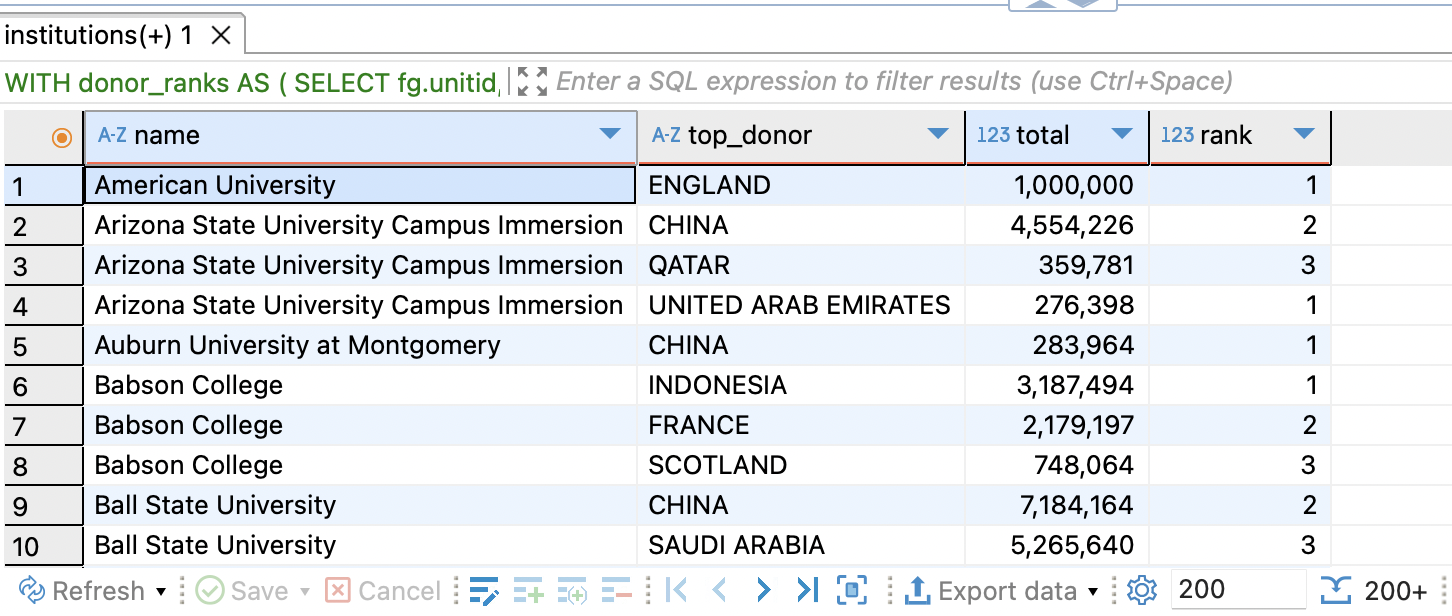 institutions(+) 1
WITH donor_ranks AS ( SELECT fg.unitid, Enter a SQL expression to filter results (use Ctrl+Space)
A-Z name A-Z top_donor 123 total 123 rank
1 American University ENGLAND 1,000,000 1
2 Arizona State University Campus Immersion CHINA 4,554,226 2
3 Arizona State University Campus Immersion QATAR 359,781 3
4 Arizona State University Campus Immersion UNITED ARAB EMIRATES 276,398 1
5 Auburn University at Montgomery CHINA 283,964 1
6 Babson College INDONESIA 3,187,494 1
7 Babson College FRANCE 2,179,197 2
8 Babson College SCOTLAND 748,064 3
9 Ball State University CHINA 7,184,164 2
10 Ball State University SAUDI ARABIA 5,265,640 3
Refresh Save Cancel Export data 200 200+